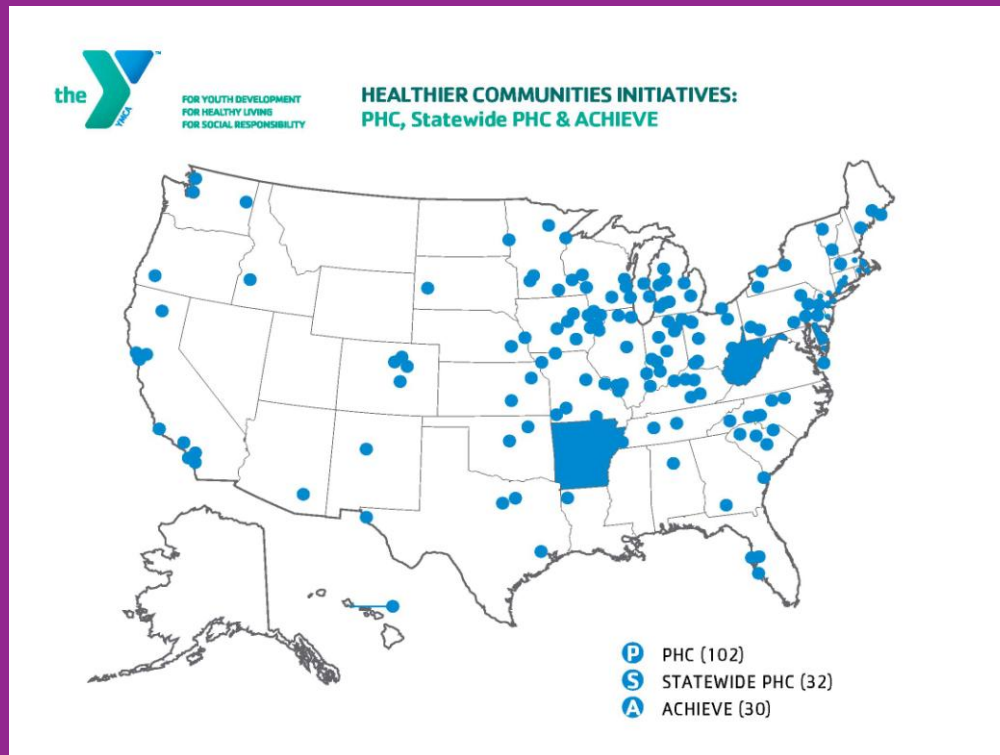 the
YMCA
™
FOR YOUTH DEVELOPMENT
FOR HEALTHY LIVING
FOR SOCIAL RESPONSIBILITY
HEALTHIER COMMUNITIES INITIATIVES:
PHC, Statewide PHC & ACHIEVE
P PHC (102)
S STATEWIDE PHC (32)
A ACHIEVE (30)